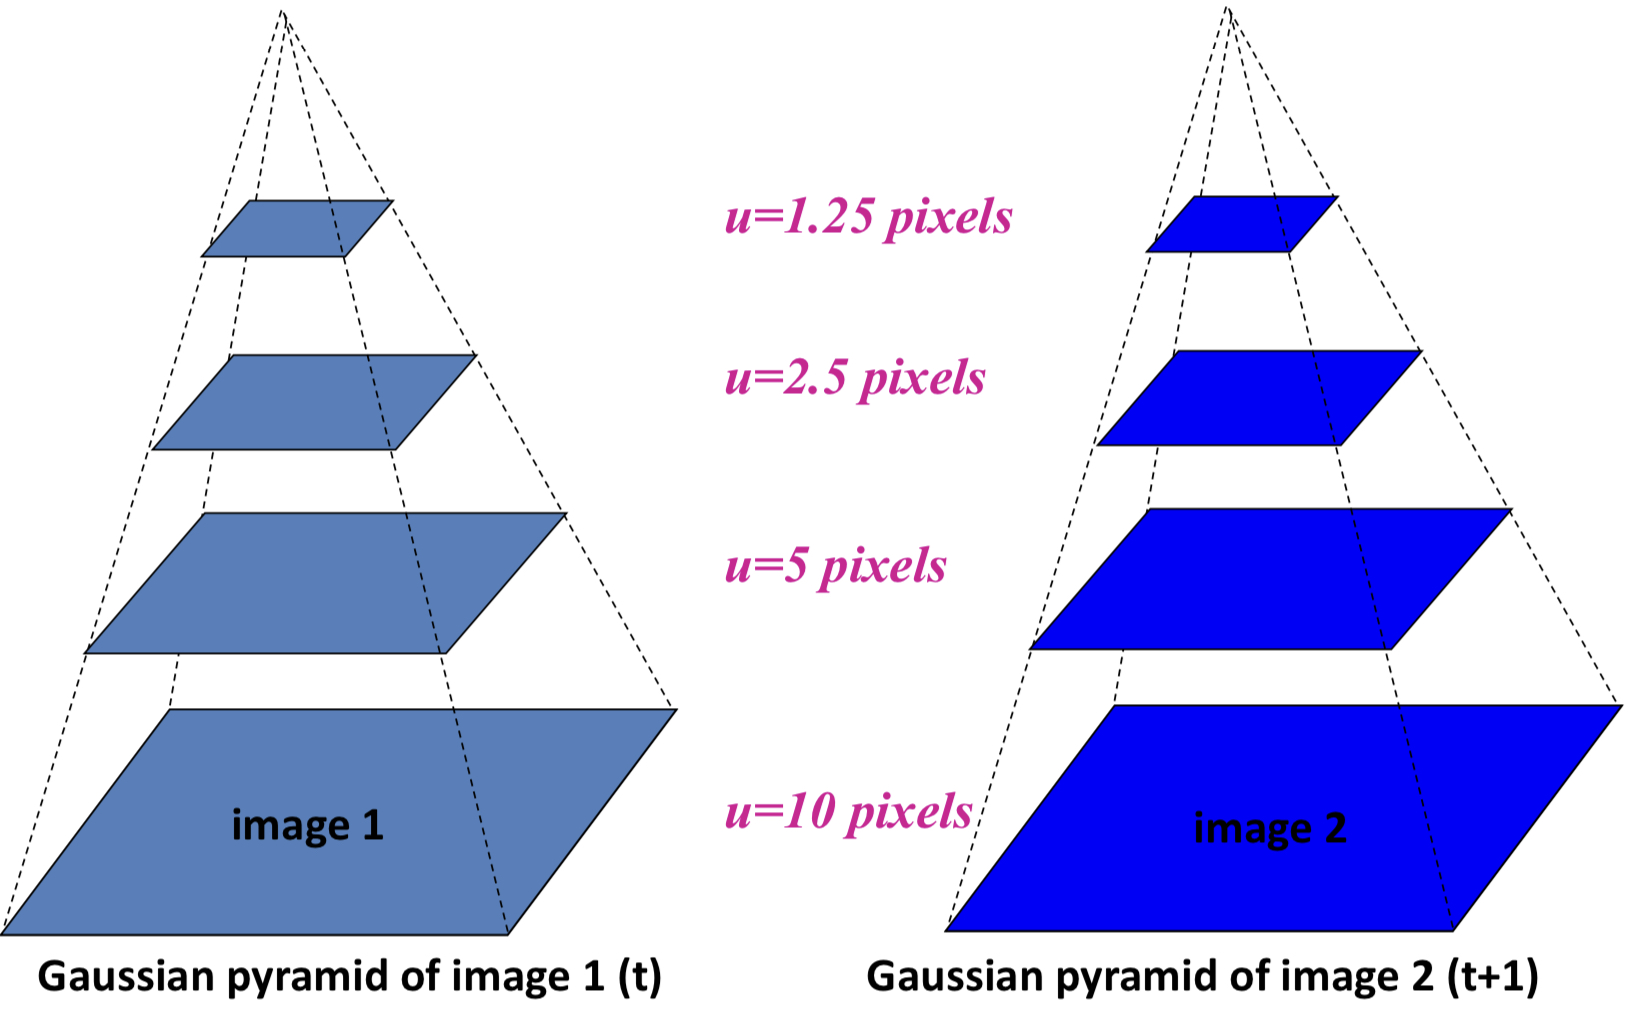 u=1.25 pixels
u=2.5 pixels
u=5 pixels
u=10 pixels
image 1
image 2
Gaussian pyramid of image 1 (t)
Gaussian pyramid of image 2 (t+1)